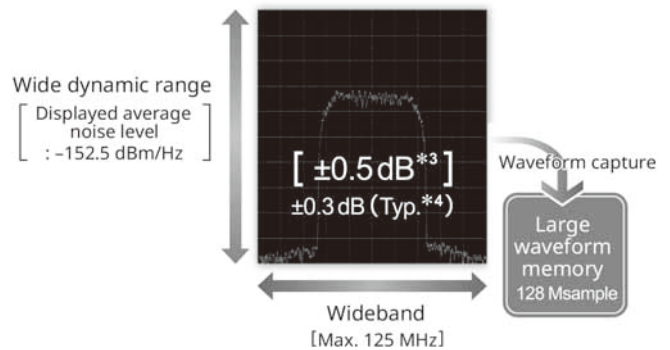 Wide dynamic range
[ Displayed average
noise level
: –152.5 dBm/Hz ]
[ ±0.5 dB*3 ]
±0.3 dB (Typ.*4)
Waveform capture
Large
waveform
memory
128 Msample
Wideband
[Max. 125 MHz]